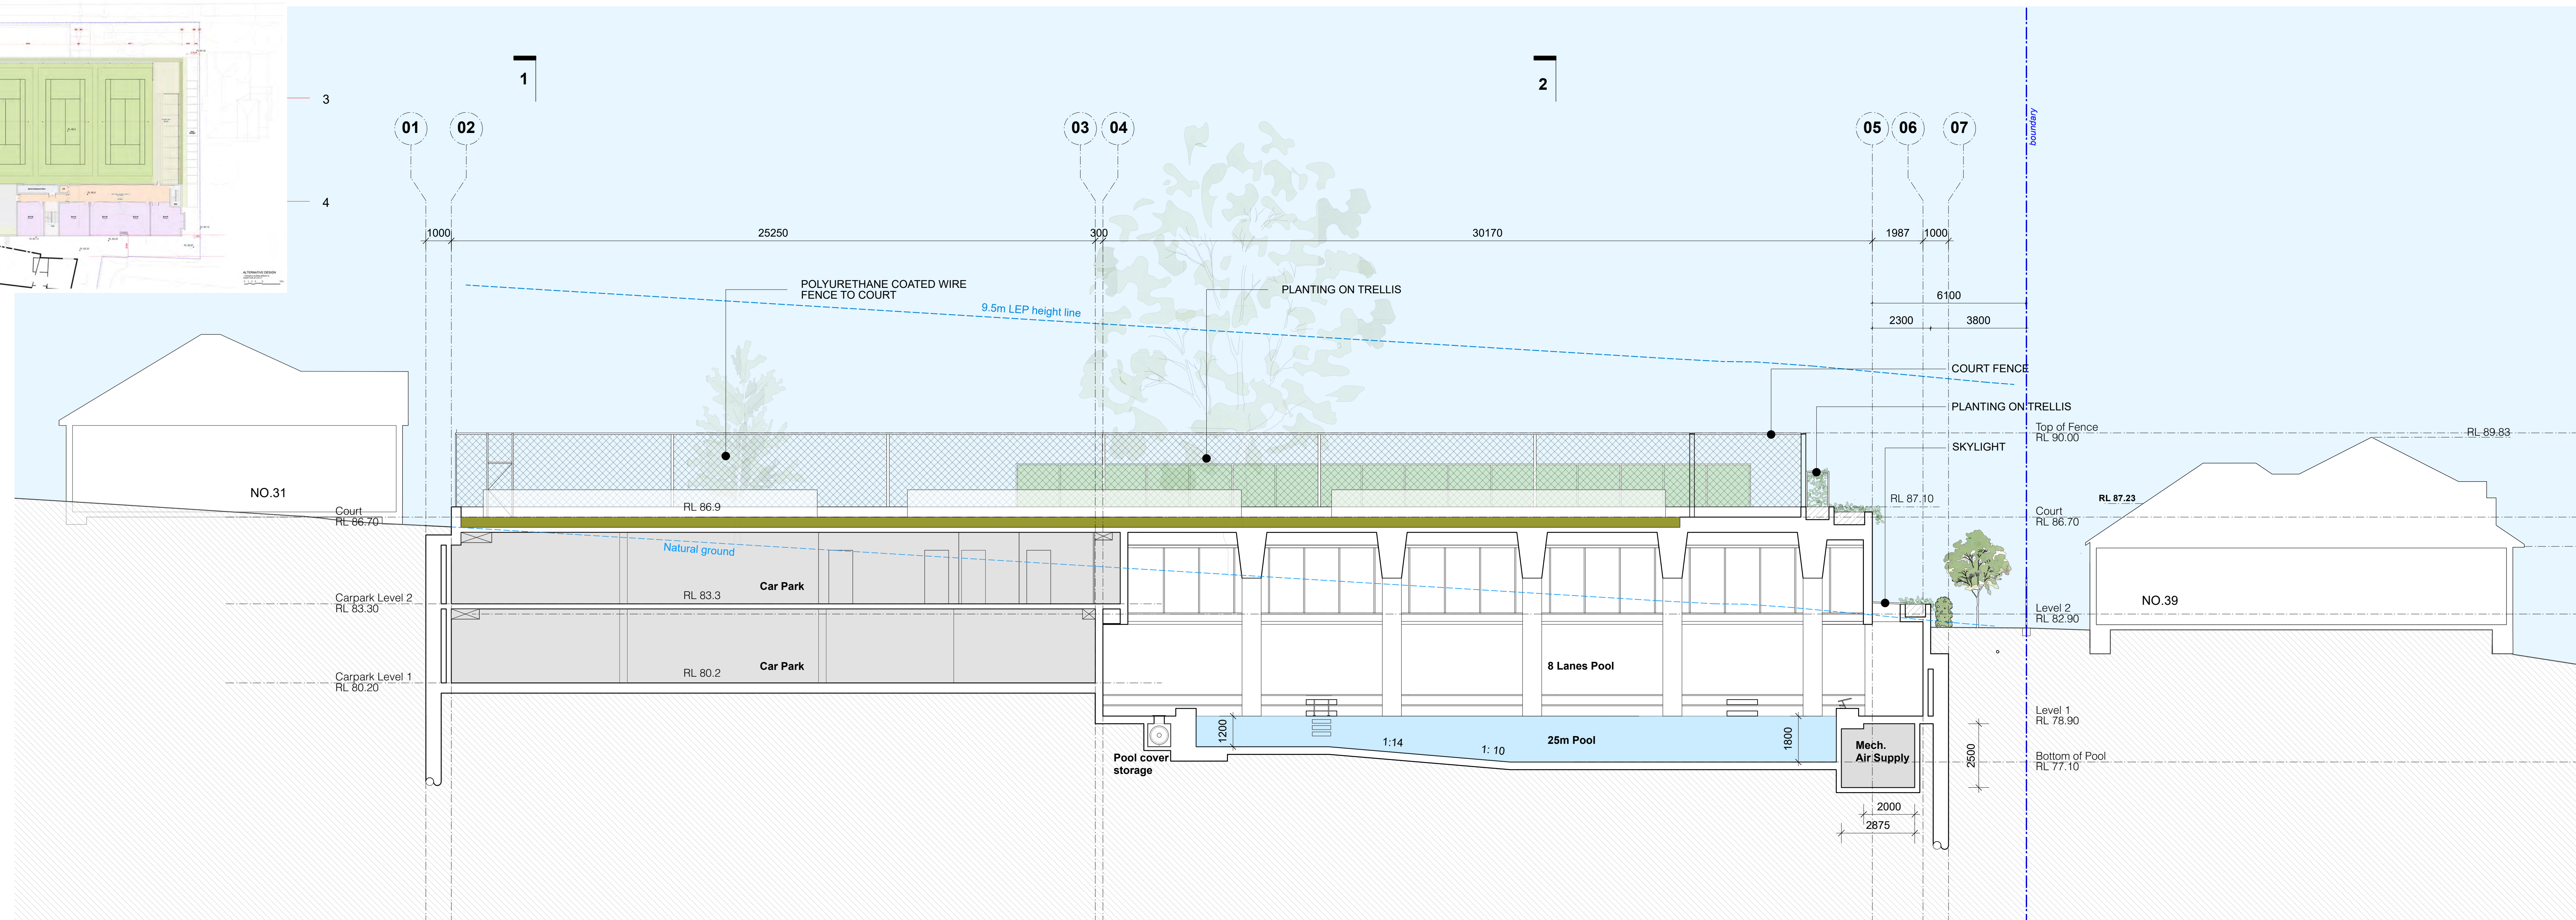 3
4
ALTERNATIVE DESIGN
1
2
01
02
03
04
05
06
07
boundary
1000
25250
300
30170
1987
1000
6100
2300
3800
POLYURETHANE COATED WIRE
FENCE TO COURT
PLANTING ON TRELLIS
9.5m LEP height line
COURT FENCE
PLANTING ON TRELLIS
SKYLIGHT
Top of Fence
RL 90.00
RL 89.83
NO.31
Court
RL 86.70
RL 86.9
RL 87.10
RL 87.23
Court
RL 86.70
Natural ground
Car Park
Carpark Level 2
RL 83.30
RL 83.3
Level 2
RL 82.90
NO.39
Car Park
8 Lanes Pool
Carpark Level 1
RL 80.20
RL 80.2
Level 1
RL 78.90
1200
1:14
1: 10
25m Pool
1800
Mech.
Air Supply
2500
Pool cover
storage
Bottom of Pool
RL 77.10
2000
2875